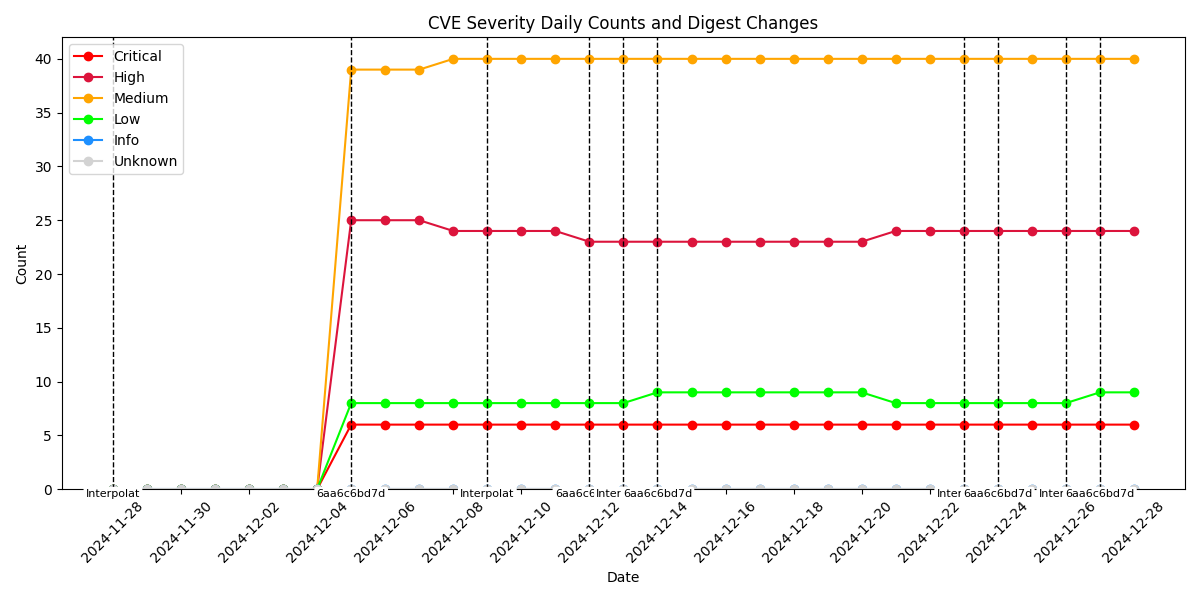 CVE Severity Daily Counts and Digest Changes
Critical
High
Medium
Low
Info
Unknown
Count
40
35
30
25
20
15
10
5
0
Interpolat
6aa6c6bd7d
Interpolat
6aa6c6
Inter
6aa6c6bd7d
Inter
6aa6c6bd7d
Inter
6aa6c6bd7d
2024-11-28
2024-11-30
2024-12-02
2024-12-04
2024-12-06
2024-12-08
2024-12-10
2024-12-12
2024-12-14
2024-12-16
2024-12-18
2024-12-20
2024-12-22
2024-12-24
2024-12-26
2024-12-28
Date